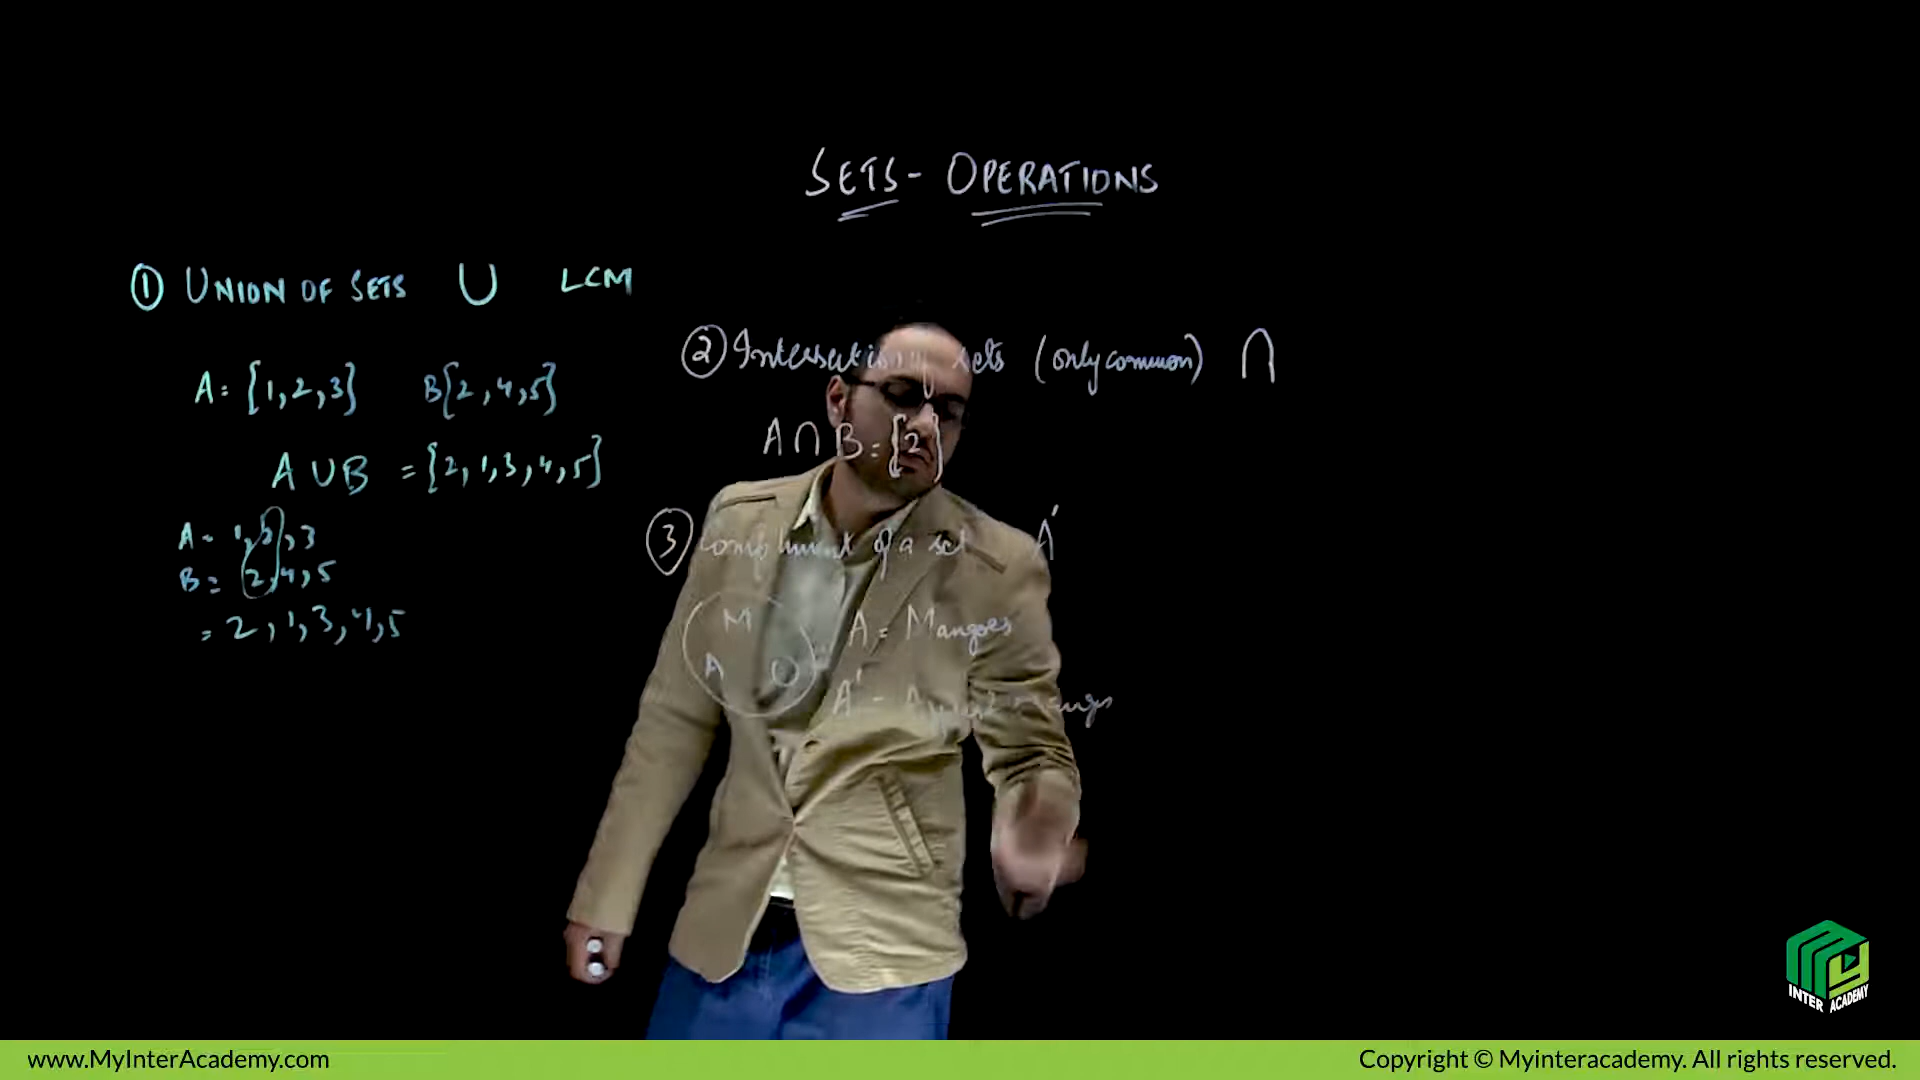 SETS - OPERATIONS
① UNION OF SETS ∪ LCM
A = {1,2,3} B{2,4,5}
A ∪ B = {2,1,3,4,5}
A = 1,2,3
B = 2,4,5
= 2,1,3,4,5
② Intersection of sets (only common) ∩
A ∩ B = {2}
③ Compliment of a set A'
M
A O
A = Mangoes
A' =
INTER ACADEMY
www.MyInterAcademy.com
Copyright © Myinteracademy. All rights reserved.